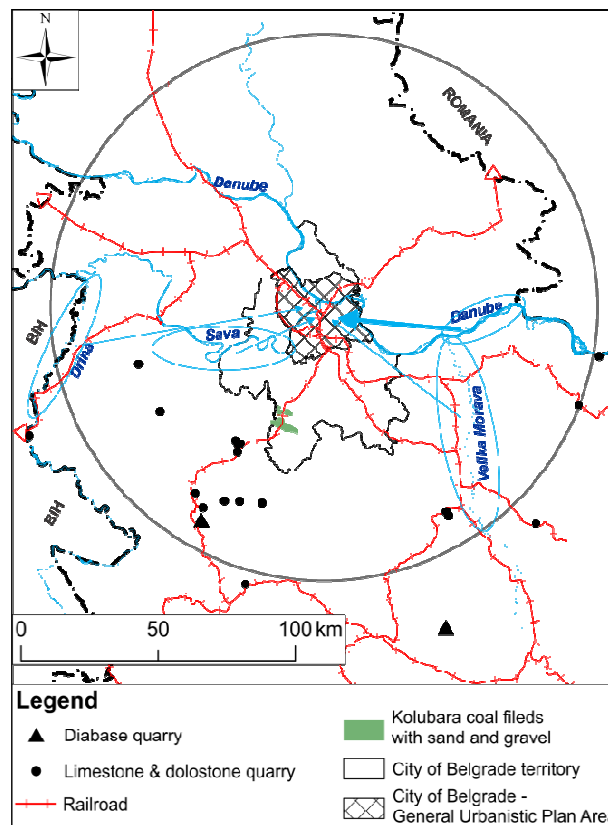 N
ROMANIA
Danube
Danube
BIH
Sava
Drina
Velika Morava
BIH
0 50 100 km
Legend
Diabase quarry
Limestone & dolostone quarry
Railroad
Kolubara coal fileds
with sand and gravel
City of Belgrade territory
City of Belgrade -
General Urbanistic Plan Area